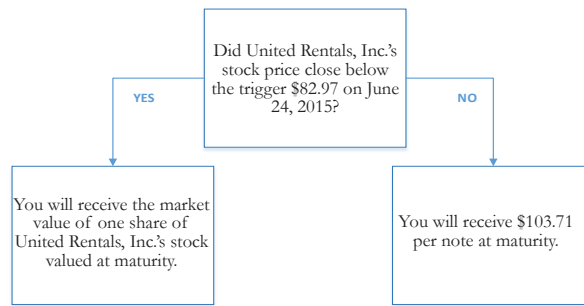 Did United Rentals, Inc.'s
stock price close below
the trigger $82.97 on June
24, 2015?
YES
NO
You will receive the market
value of one share of
United Rentals, Inc.'s stock
valued at maturity.
You will receive $103.71
per note at maturity.